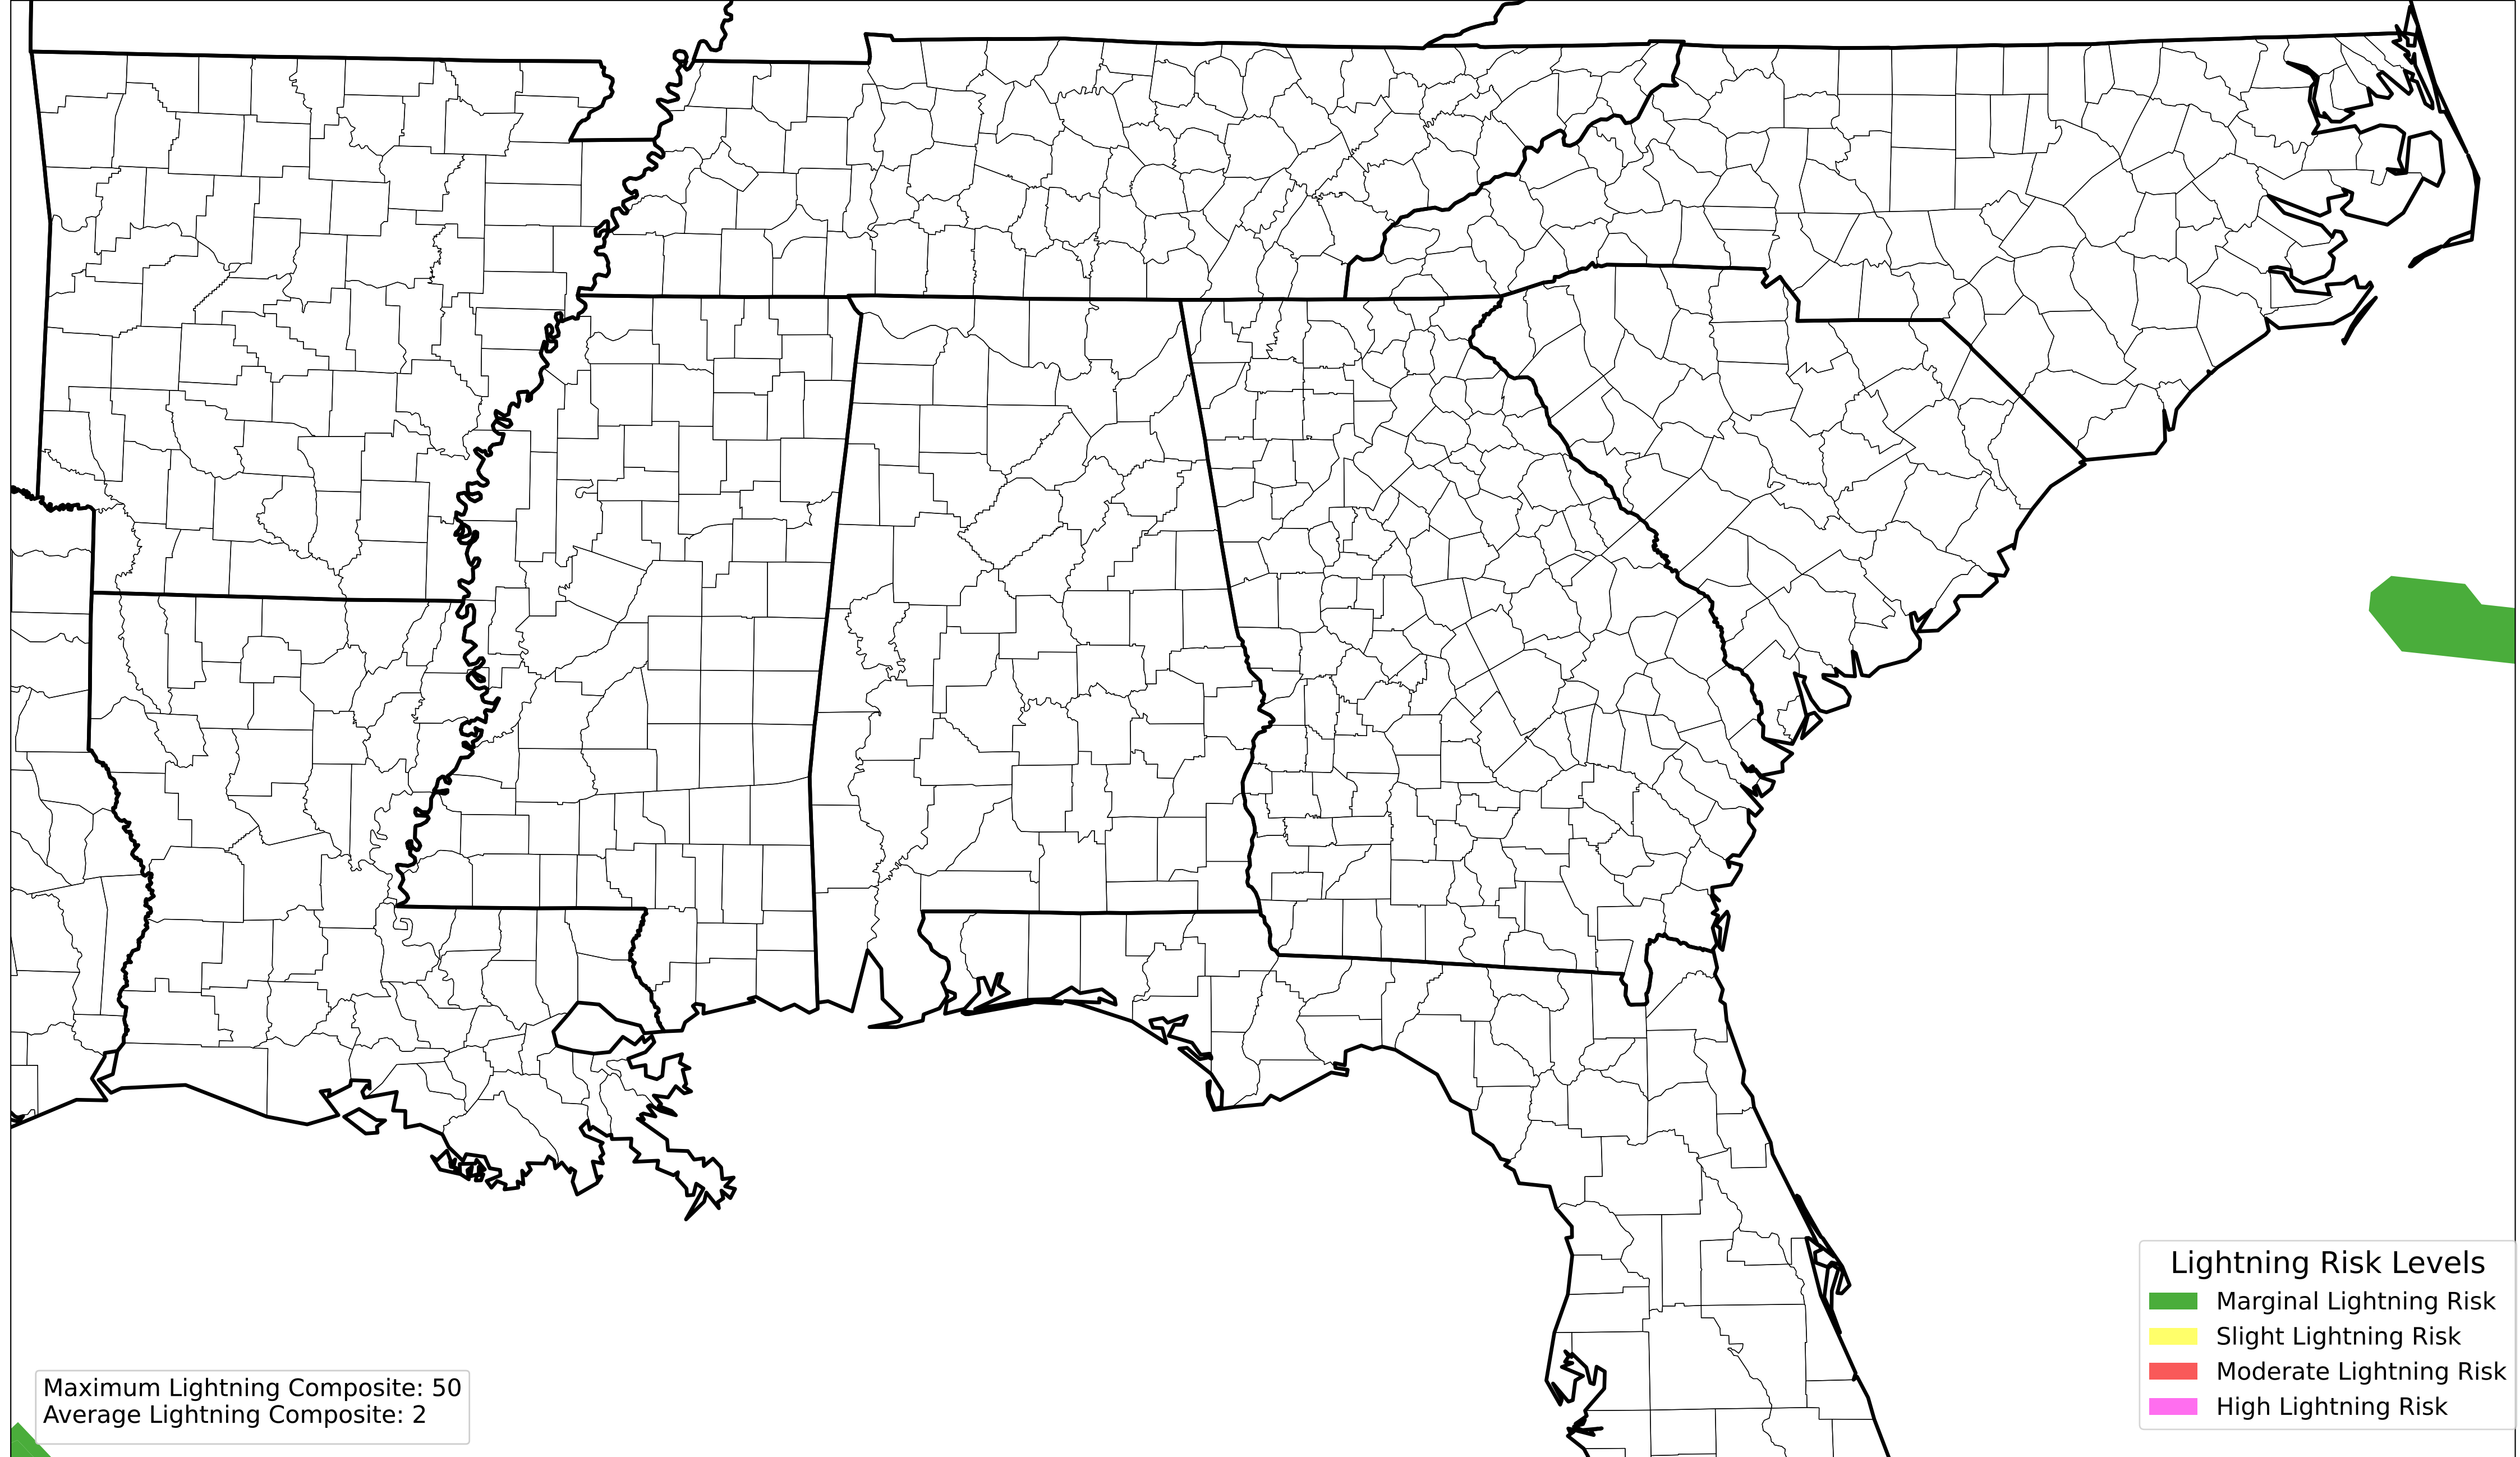 Lightning Risk Levels
Marginal Lightning Risk
Slight Lightning Risk
Moderate Lightning Risk
High Lightning Risk
Maximum Lightning Composite: 50
Average Lightning Composite: 2